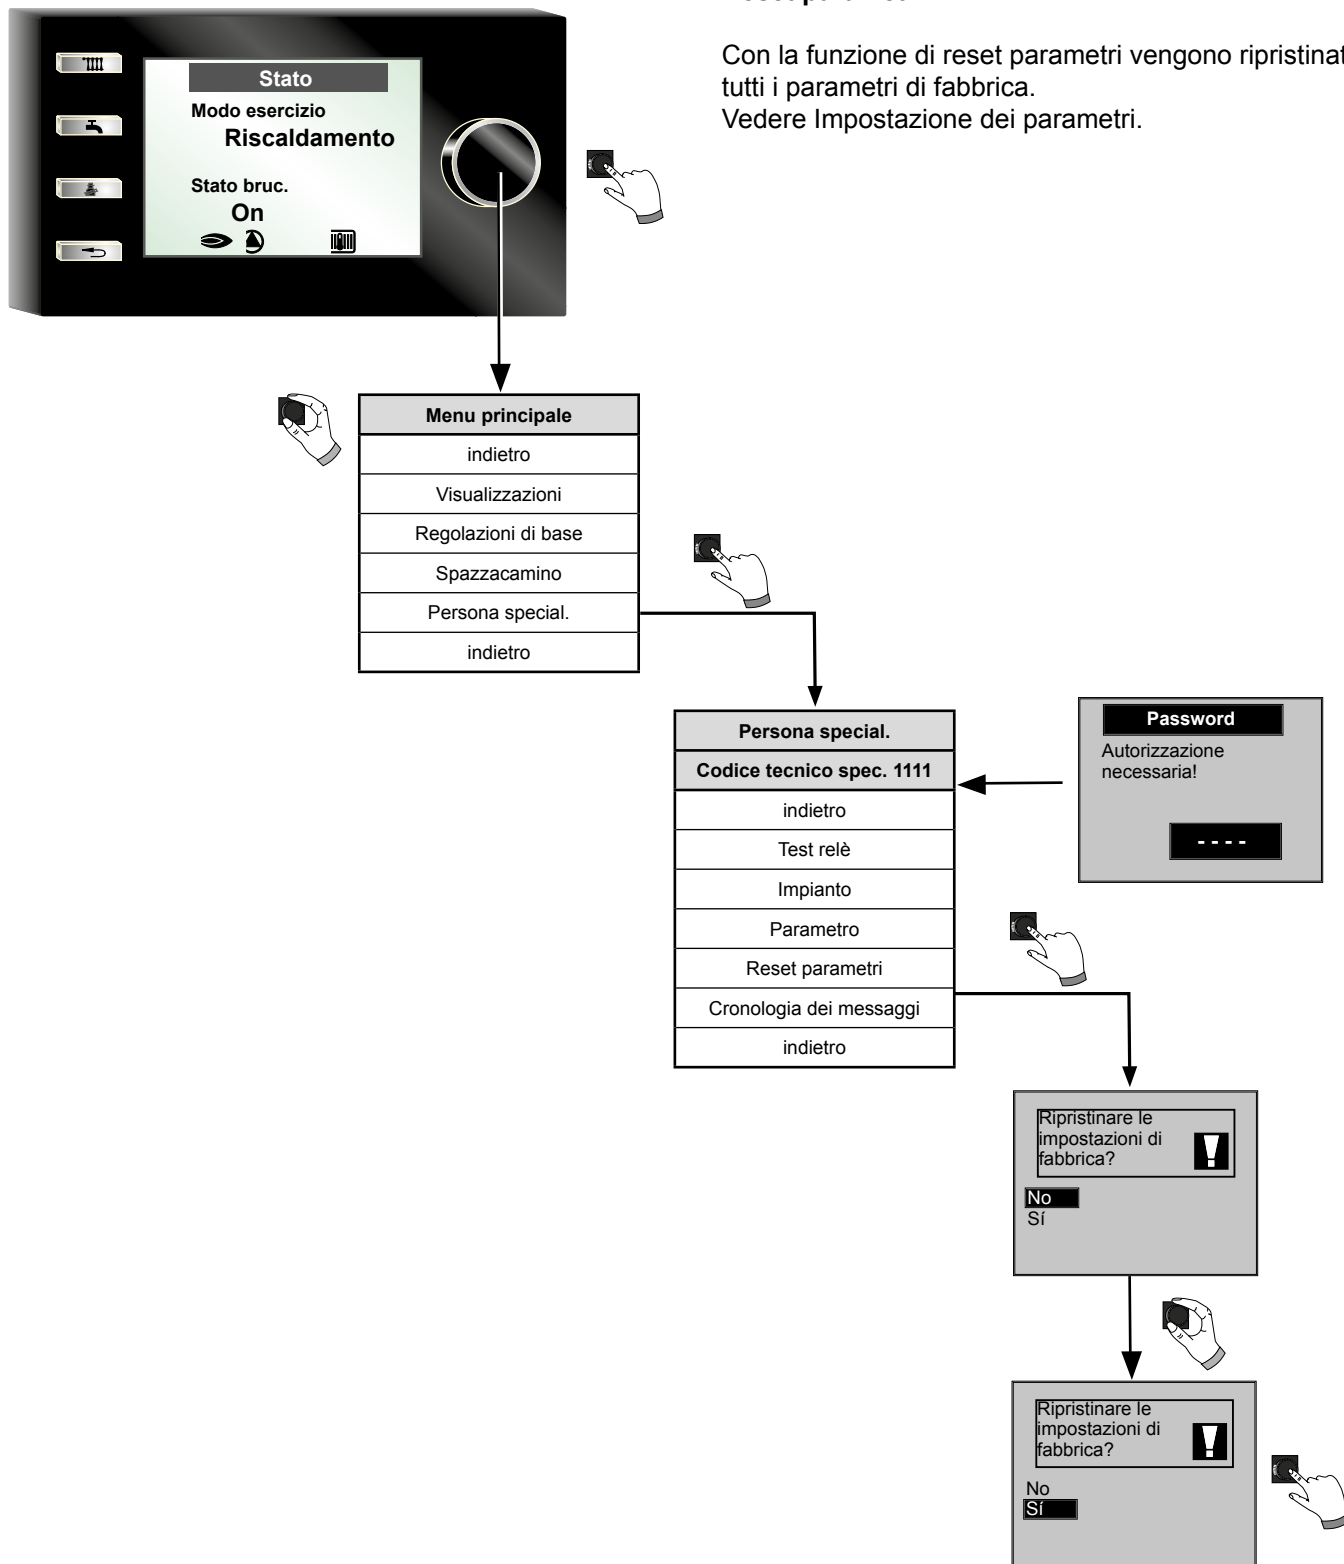 Con la funzione di reset parametri vengono ripristinat
tutti i parametri di fabbrica.
Vedere Impostazione dei parametri.
Stato
Modo esercizio
Riscaldamento
Stato bruc.
On
Menu principale
indietro
Visualizzazioni
Regolazioni di base
Spazzacamino
Persona special.
indietro
Persona special.
Codice tecnico spec. 1111
indietro
Test relè
Impianto
Parametro
Reset parametri
Cronologia dei messaggi
indietro
Password
Autorizzazione
necessaria!
- - - -
Ripristinare le
impostazioni di
fabbrica?
No
Sí
Ripristinare le
impostazioni di
fabbrica?
No
Sí